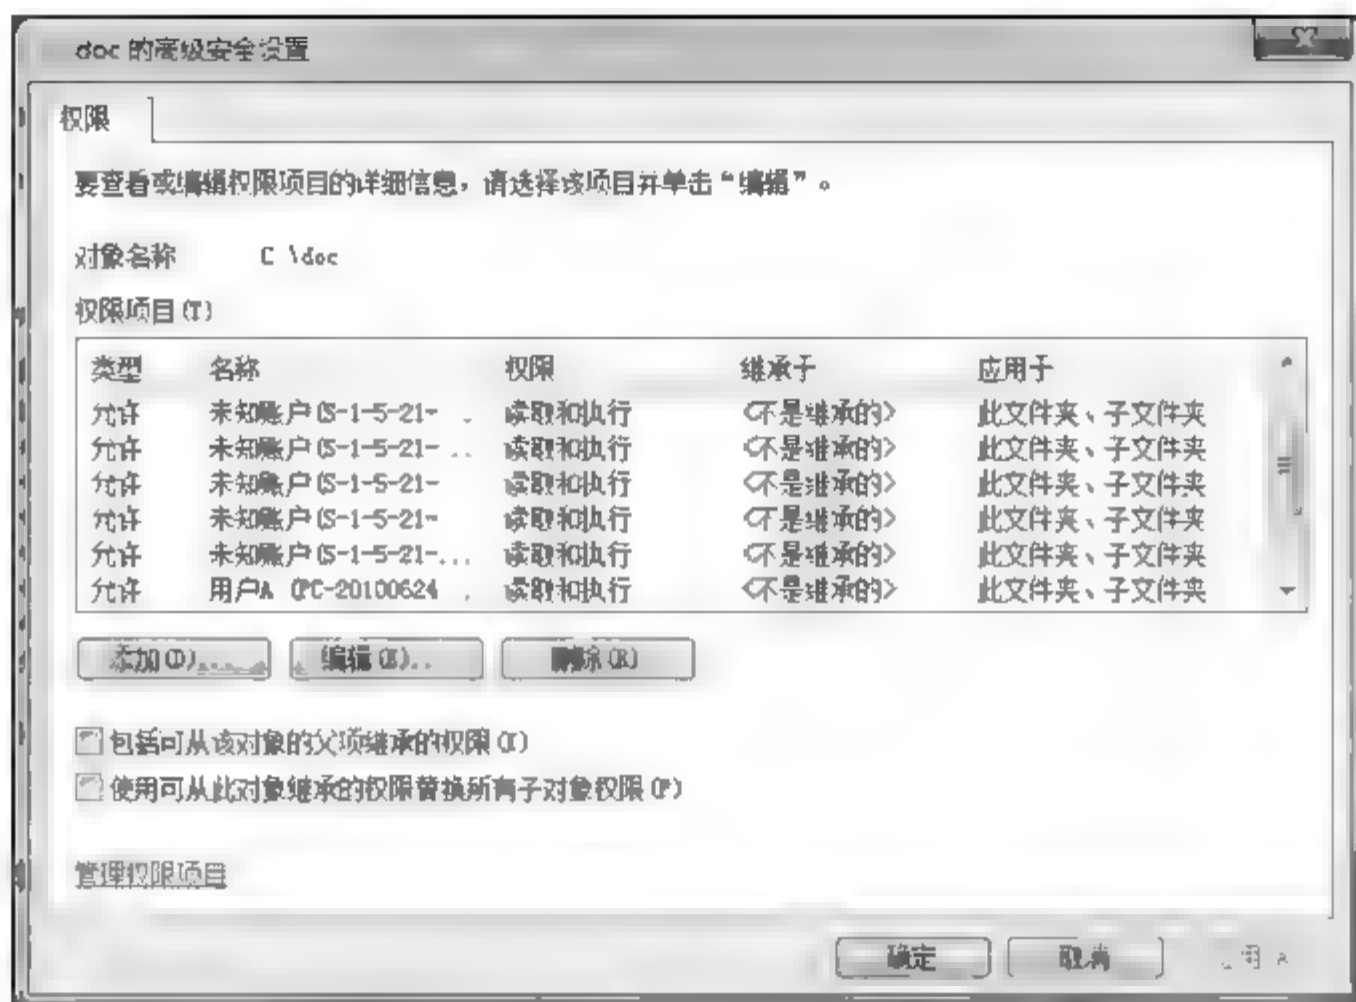 doc 的高级安全设置
权限
要查看或编辑权限项目的详细信息，请选择该项目并单击“编辑”。
对象名称 C \doc
权限项目(T)
类型 名称 权限 继承于 应用于
允许 未知账户(S-1-5-21- . 读取和执行 <不是继承的> 此文件夹、子文件夹
允许 未知账户(S-1-5-21- .. 读取和执行 <不是继承的> 此文件夹、子文件夹
允许 未知账户(S-1-5-21- 读取和执行 <不是继承的> 此文件夹、子文件夹
允许 未知账户(S-1-5-21- 读取和执行 <不是继承的> 此文件夹、子文件夹
允许 未知账户(S-1-5-21-... 读取和执行 <不是继承的> 此文件夹、子文件夹
允许 用户A (PC-20100624 . 读取和执行 <不是继承的> 此文件夹、子文件夹
添加(D)... 编辑(E).. 删除(R)
包括可从该对象的父项继承的权限(I)
使用可从此对象继承的权限替换所有子对象权限(P)
管理权限项目
确定 取消